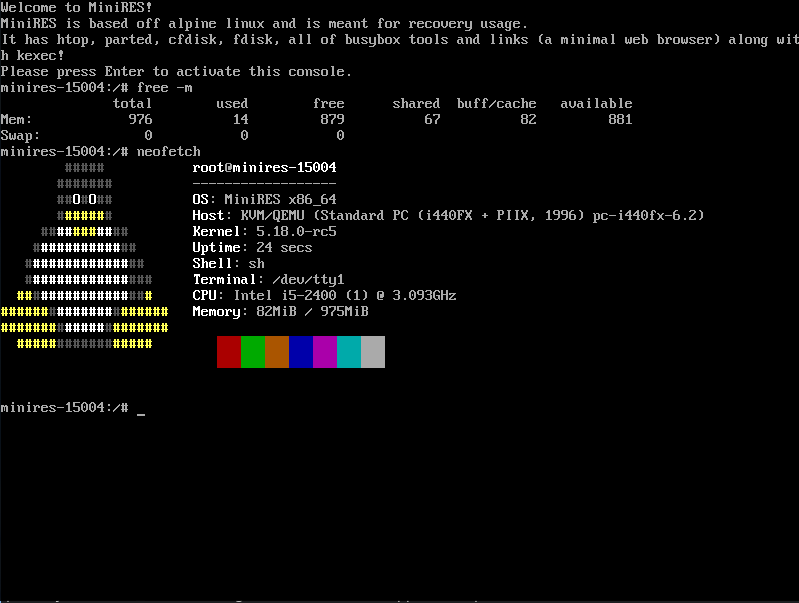 Welcome to MiniRES!
MiniRES is based off alpine linux and is meant for recovery usage.
It has htop, parted, cfdisk, fdisk, all of busybox tools and links (a minimal web browser) along wit
h kexec!
Please press Enter to activate this console.
minires-15004:/# free -m
total used free shared buff/cache available
Mem: 976 14 879 67 82 881
Swap: 0 0 0
minires-15004:/# neofetch
##### root@minires-15004
####### ------------------
##O#O## OS: MiniRES x86_64
####### Host: KVM/QEMU (Standard PC (i440FX + PIIX, 1996) pc-i440fx-6.2)
########### Kernel: 5.18.0-rc5
############# Uptime: 24 secs
############### Shell: sh
################ Terminal: /dev/tty1
################# CPU: Intel i5-2400 (1) @ 3.093GHz
##################### Memory: 82MiB / 975MiB
#####################
#################
minires-15004:/# _